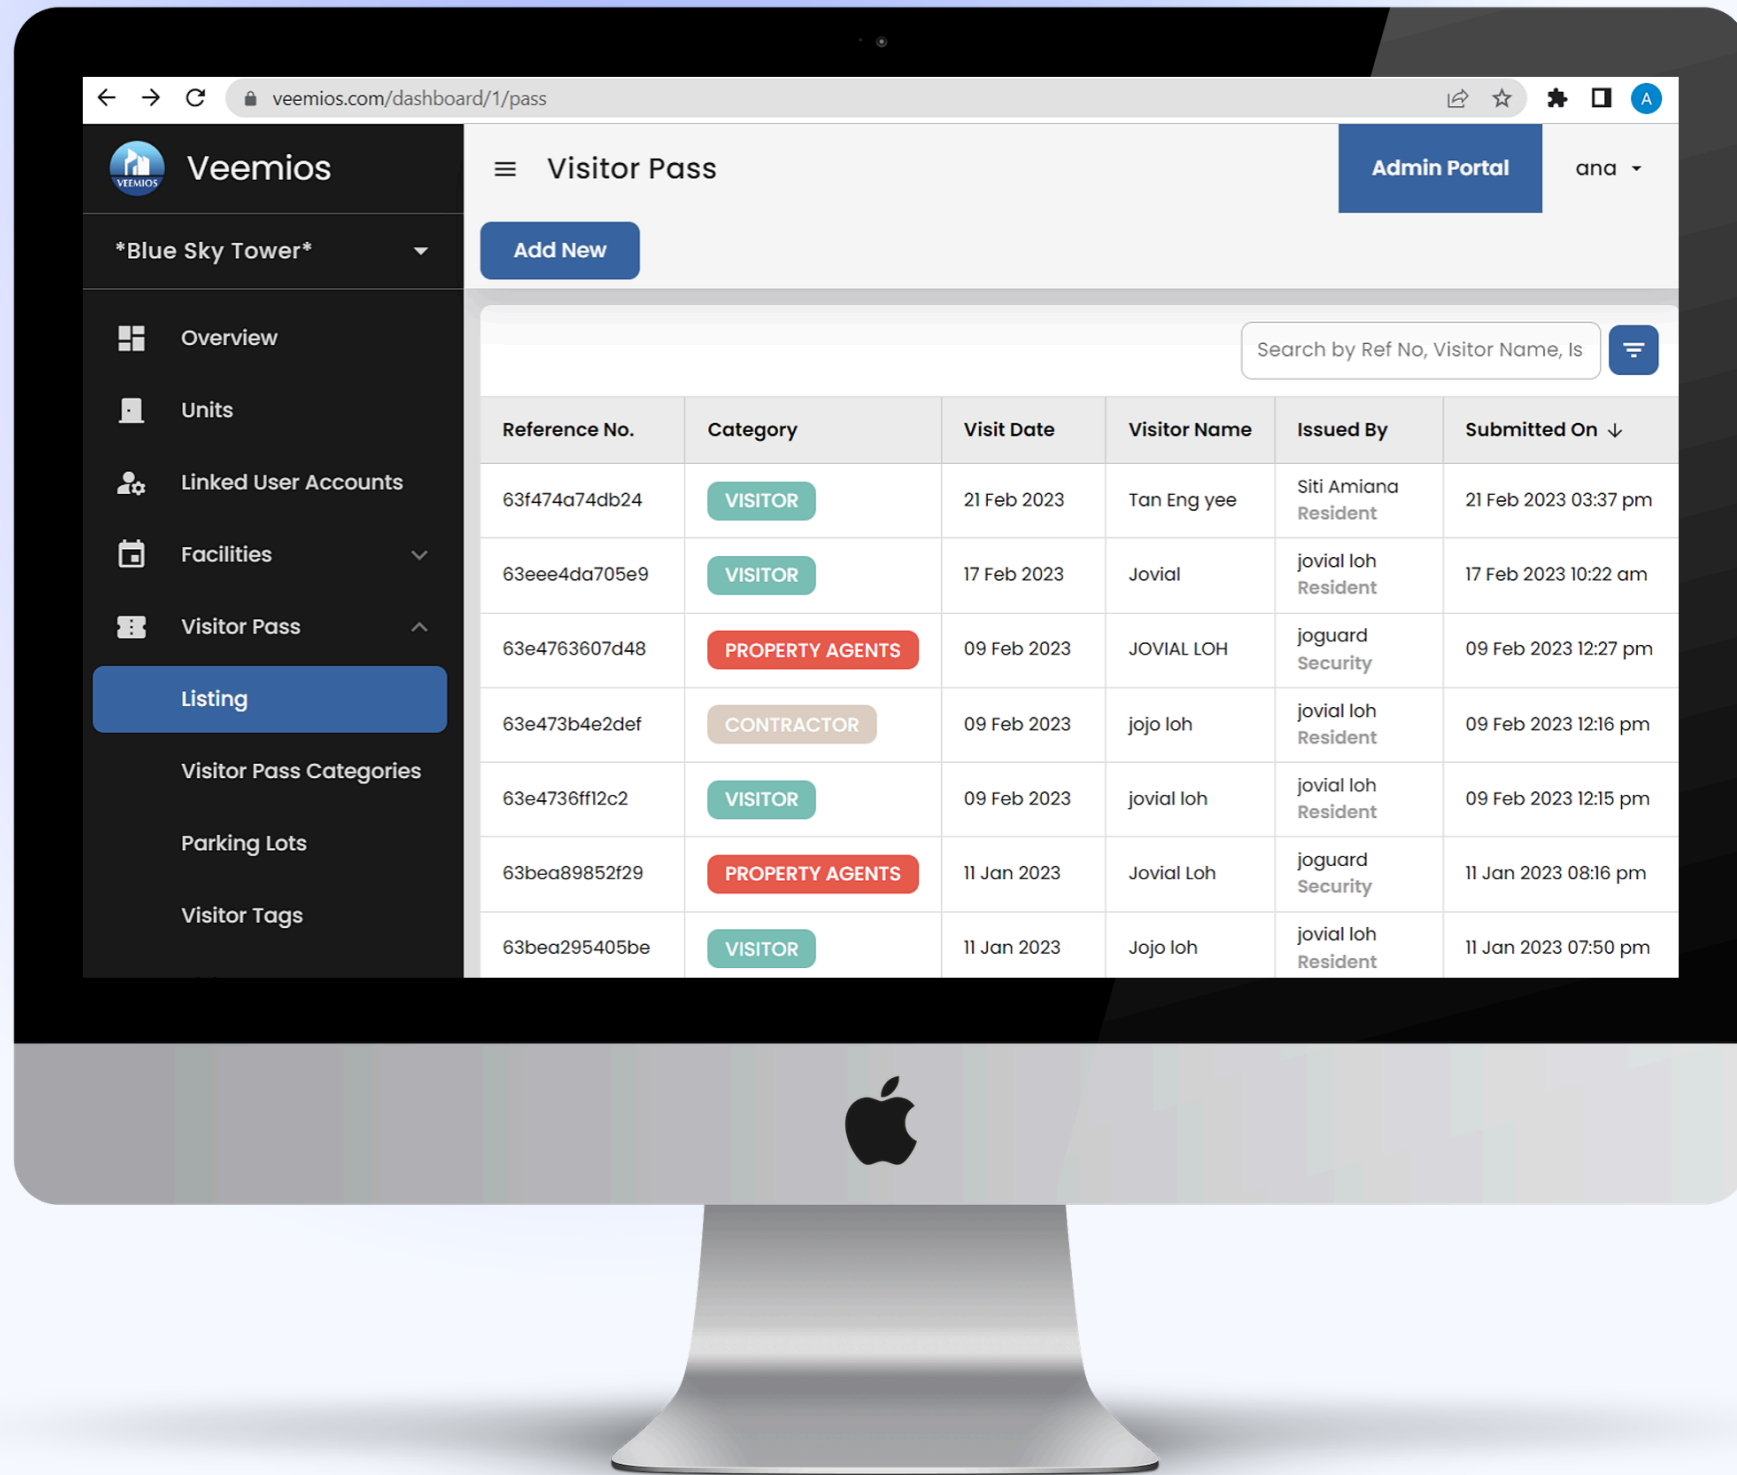 veemios.com/dashboard/1/pass
A
VEEMIOS
Veemios
Visitor Pass
Admin Portal
ana
*Blue Sky Tower*
Add New
Overview
Units
Linked User Accounts
Facilities
Visitor Pass
Listing
Visitor Pass Categories
Parking Lots
Visitor Tags
Search by Ref No, Visitor Name, Is
Reference No. Category Visit Date Visitor Name Issued By Submitted On
63f474a74db24 VISITOR 21 Feb 2023 Tan Eng yee Siti Amiana 21 Feb 2023 03:37 pm
Resident
63eee4da705e9 VISITOR 17 Feb 2023 Jovial jovial loh 17 Feb 2023 10:22 am
Resident
63e4763607d48 PROPERTY AGENTS 09 Feb 2023 JOVIAL LOH joguard 09 Feb 2023 12:27 pm
Security
63e473b4e2def CONTRACTOR 09 Feb 2023 jojo loh jovial loh 09 Feb 2023 12:16 pm
Resident
63e4736ff12c2 VISITOR 09 Feb 2023 jovial loh jovial loh 09 Feb 2023 12:15 pm
Resident
63bea89852f29 PROPERTY AGENTS 11 Jan 2023 Jovial Loh joguard 11 Jan 2023 08:16 pm
Security
63bea295405be VISITOR 11 Jan 2023 Jojo loh jovial loh 11 Jan 2023 07:50 pm
Resident